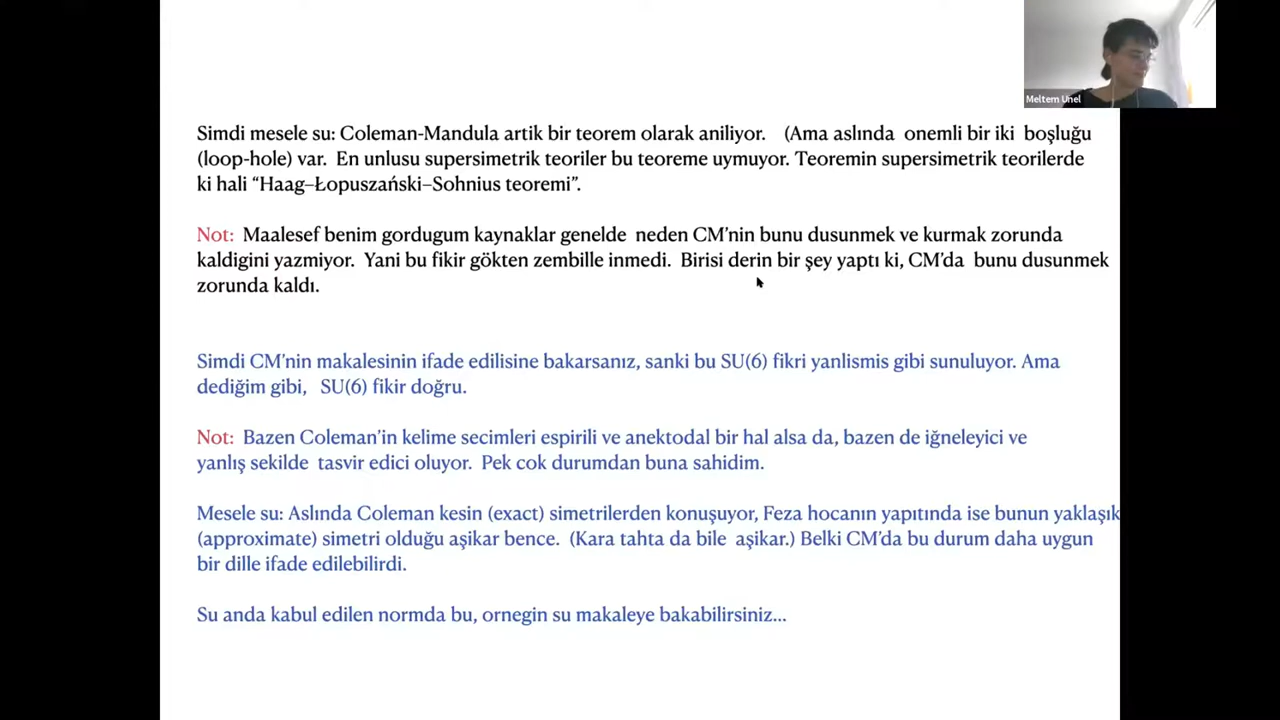 Meltem Unel
Simdi mesele su: Coleman-Mandula artik bir teorem olarak aniliyor. (Ama aslında onemli bir iki boşluğu
(loop-hole) var. En unlusu supersimetrik teoriler bu teoreme uymuyor. Teoremin supersimetrik teorilerde
ki hali “Haag–Łopuszański–Sohnius teoremi”.
Not: Maalesef benim gordugum kaynaklar genelde neden CM’nin bunu dusunmek ve kurmak zorunda
kaldigini yazmiyor. Yani bu fikir gökten zembille inmedi. Birisi derin bir şey yaptı ki, CM’da bunu dusunmek
zorunda kaldı.
Simdi CM’nin makalesinin ifade edilisine bakarsanız, sanki bu SU(6) fikri yanlismis gibi sunuluyor. Ama
dediğim gibi, SU(6) fikir doğru.
Not: Bazen Coleman’in kelime secimleri espirili ve anektodal bir hal alsa da, bazen de iğneleyici ve
yanlış sekilde tasvir edici oluyor. Pek cok durumdan buna sahidim.
Mesele su: Aslında Coleman kesin (exact) simetrilerden konuşuyor, Feza hocanın yapıtında ise bunun yaklaşık
(approximate) simetri olduğu aşikar bence. (Kara tahta da bile aşikar.) Belki CM’da bu durum daha uygun
bir dille ifade edilebilirdi.
Su anda kabul edilen normda bu, ornegin su makaleye bakabilirsiniz...